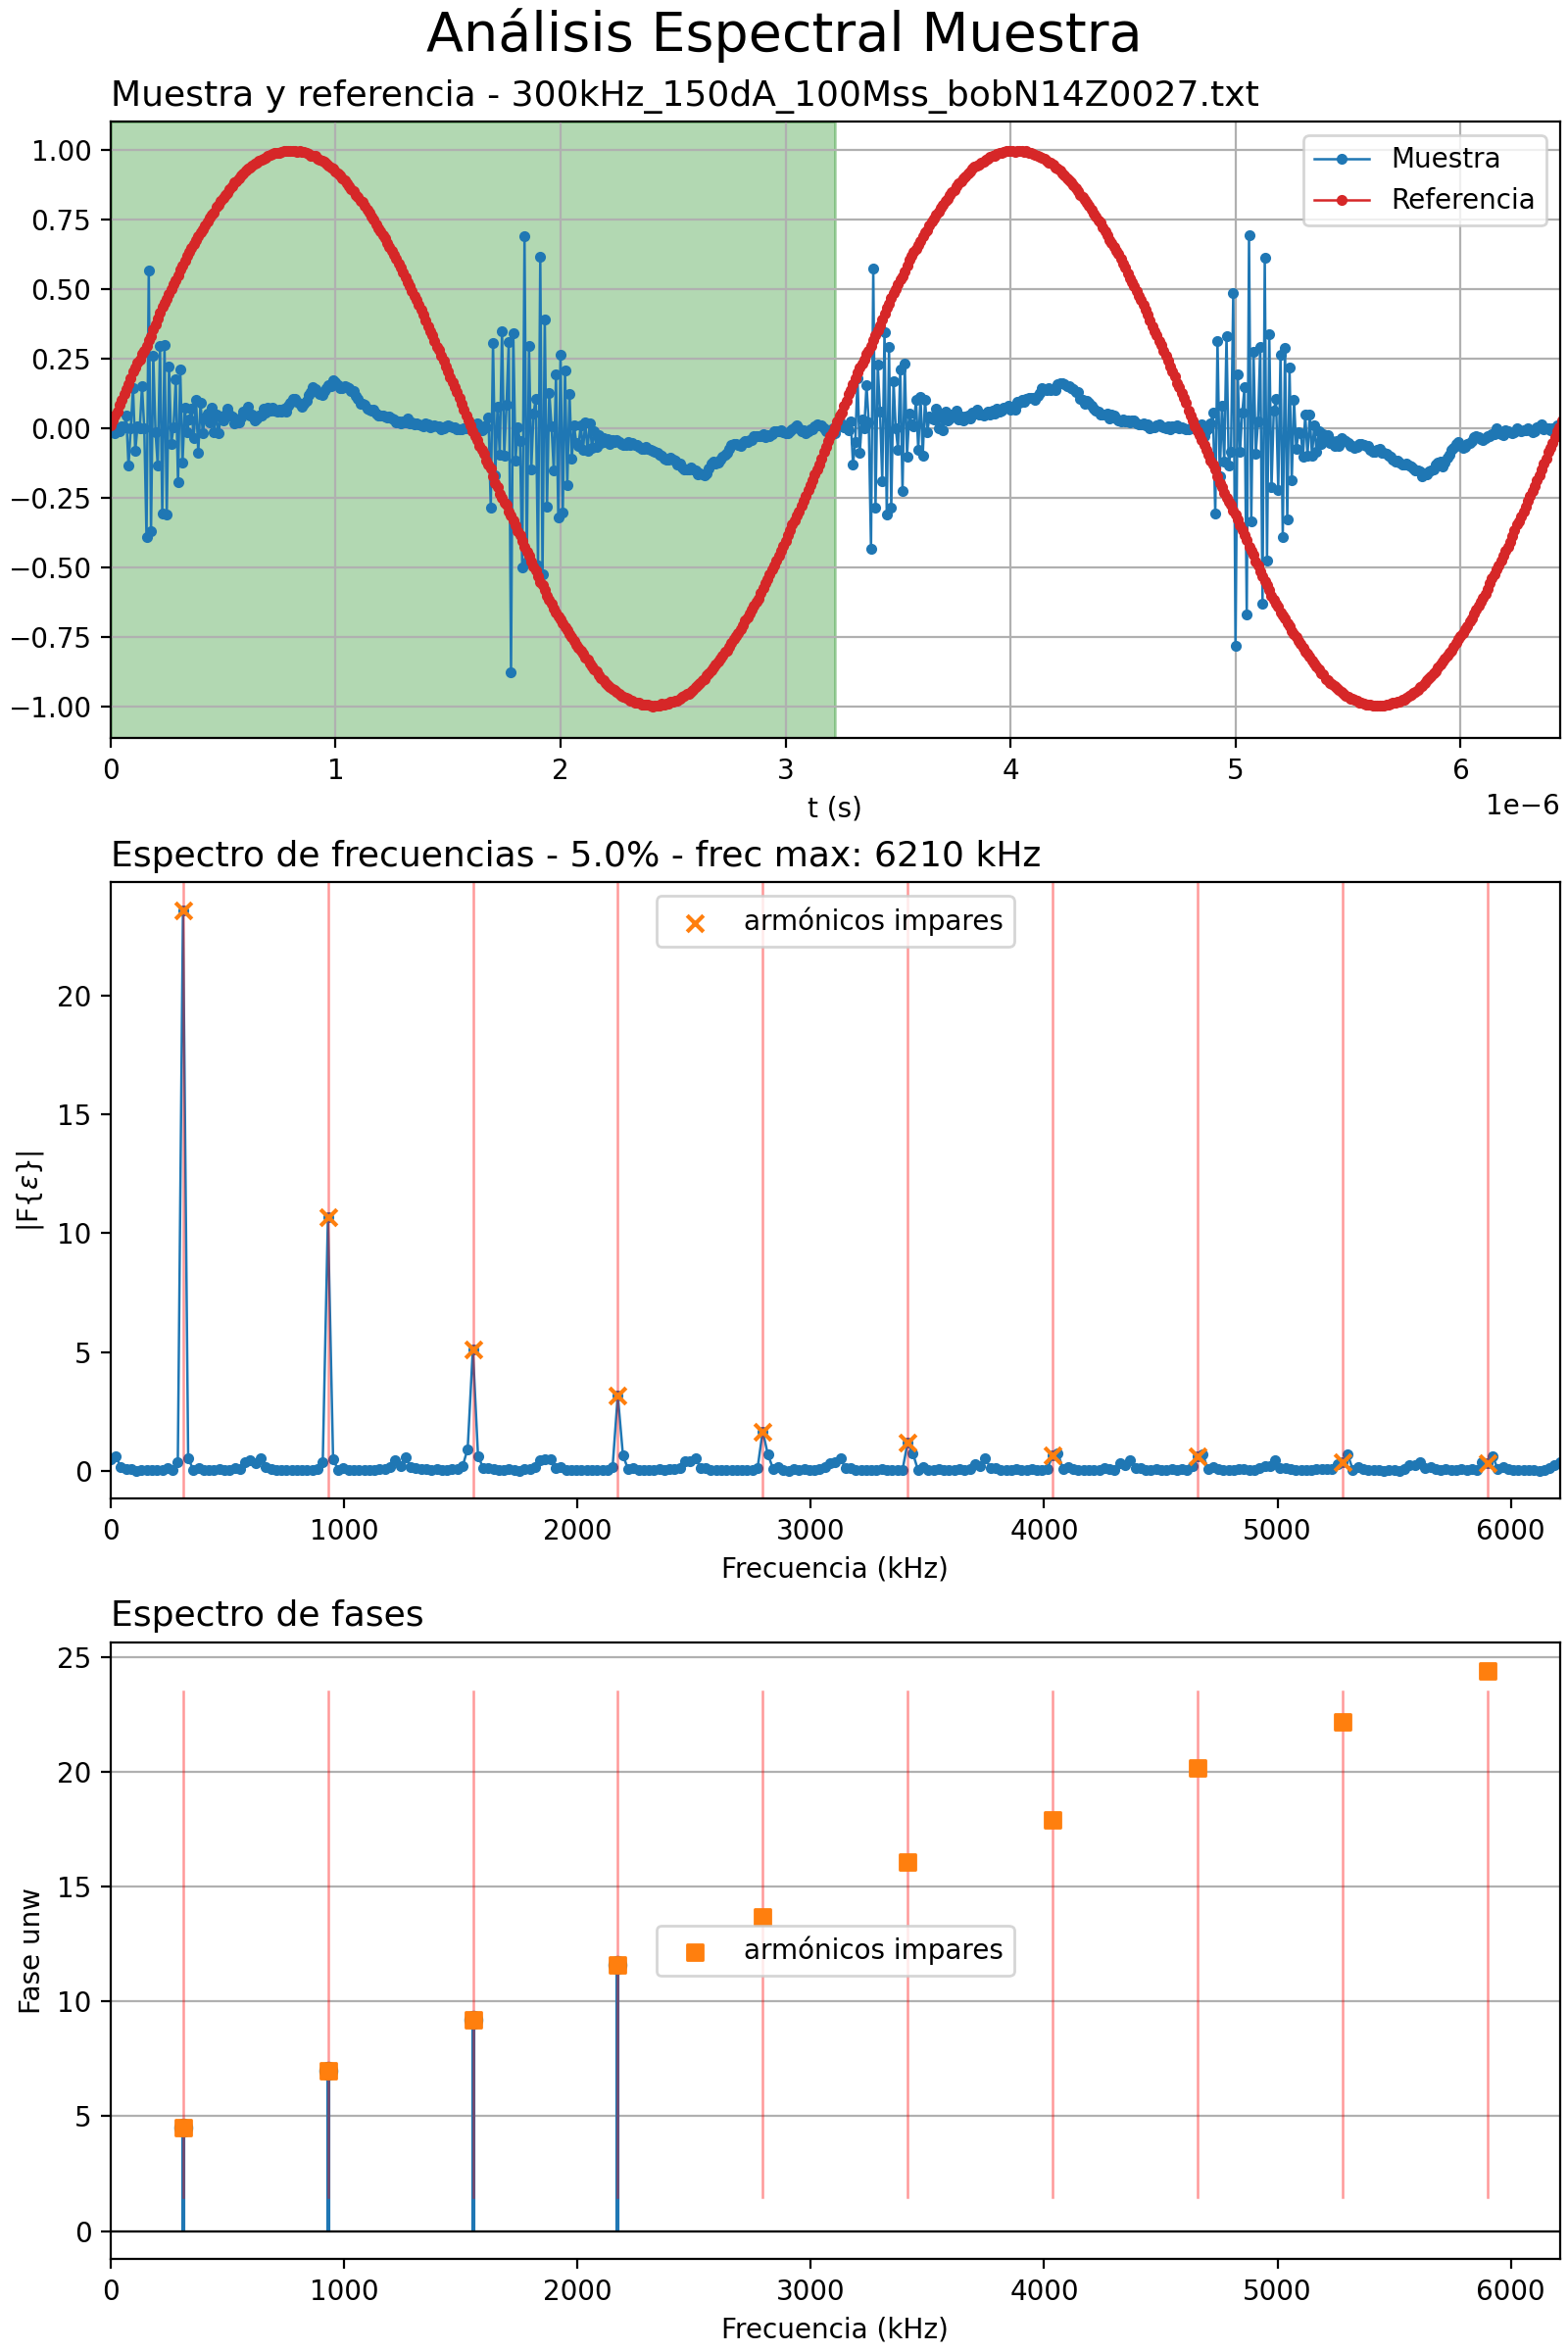 Análisis Espectral Muestra
Muestra y referencia - 300kHz_150dA_100Mss_bobN14Z0027.txt
1.00
0.75
0.50
0.25
0.00
−0.25
−0.50
−0.75
−1.00
Muestra
Referencia
0 1 2 3 4 5 6
t (s)
1e−6
Espectro de frecuencias - 5.0% - frec max: 6210 kHz
armónicos impares
20
15
10
5
0
|F{ε}|
0 1000 2000 3000 4000 5000 6000
Frecuencia (kHz)
Espectro de fases
25
20
15
10
5
0
Fase unw
armónicos impares
0 1000 2000 3000 4000 5000 6000
Frecuencia (kHz)